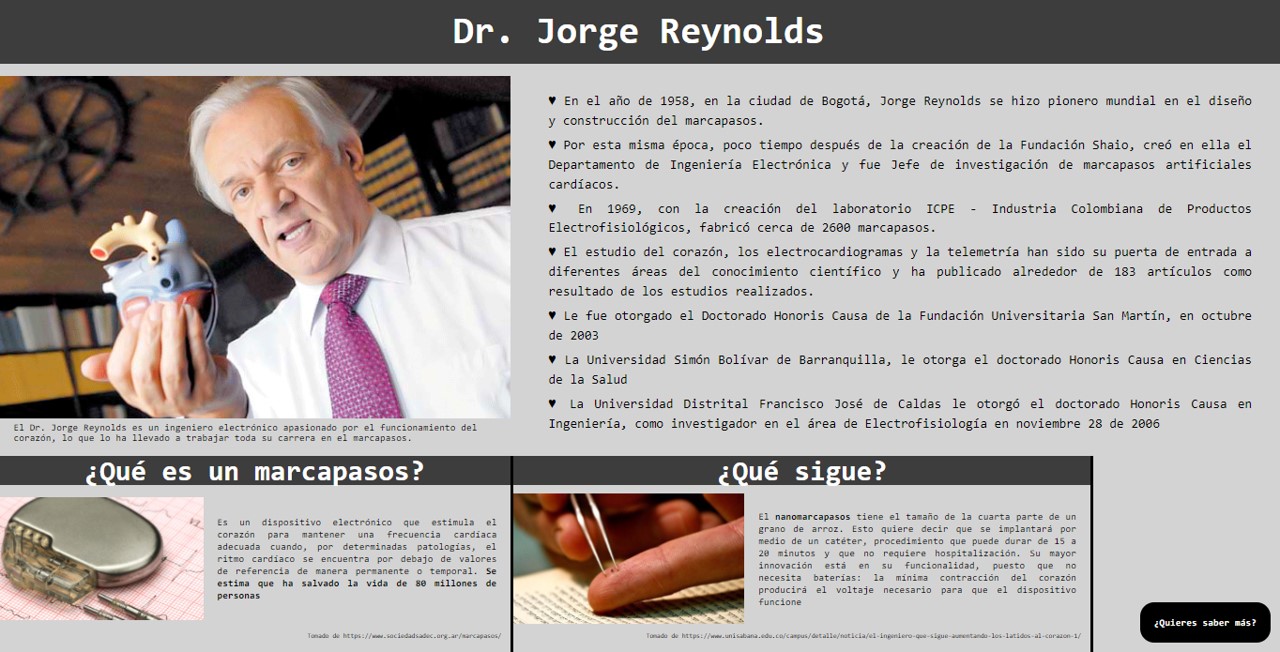 Dr. Jorge Reynolds
♥ En el año de 1958, en la ciudad de Bogotá, Jorge Reynolds se hizo pionero mundial en el diseño
y construcción del marcapasos.
♥ Por esta misma época, poco tiempo después de la creación de la Fundación Shaio, creó en ella el
Departamento de Ingeniería Electrónica y fue Jefe de investigación de marcapasos artificiales
cardíacos.
♥ En 1969, con la creación del laboratorio ICPE - Industria Colombiana de Productos
Electrofisiológicos, fabricó cerca de 2600 marcapasos.
♥ El estudio del corazón, los electrocardiogramas y la telemetría han sido su puerta de entrada a
diferentes áreas del conocimiento científico y ha publicado alrededor de 183 artículos como
resultado de los estudios realizados.
♥ Le fue otorgado el Doctorado Honoris Causa de la Fundación Universitaria San Martín, en octubre
de 2003
♥ La Universidad Simón Bolívar de Barranquilla, le otorga el doctorado Honoris Causa en Ciencias
de la Salud
♥ La Universidad Distrital Francisco José de Caldas le otorgó el doctorado Honoris Causa en
Ingeniería, como investigador en el área de Electrofisiología en noviembre 28 de 2006
El Dr. Jorge Reynolds es un ingeniero electrónico apasionado por el funcionamiento del
corazón, lo que lo ha llevado a trabajar toda su carrera en el marcapasos.
¿Qué es un marcapasos?
Es un dispositivo electrónico que estimula el
corazón para mantener una frecuencia cardíaca
adecuada cuando, por determinadas patologías, el
ritmo cardíaco se encuentra por debajo de valores
de referencia de manera permanente o temporal. Se
estima que ha salvado la vida de 80 millones de
personas
Tomado de https://www.sociedadsadec.org.ar/marcapasos/
¿Qué sigue?
El nanomarcapasos tiene el tamaño de la cuarta parte de un
grano de arroz. Esto quiere decir que se implantará por
medio de un catéter, procedimiento que puede durar de 15 a
20 minutos y que no requiere hospitalización. Su mayor
innovación está en su funcionalidad, puesto que no
necesita baterías: la mínima contracción del corazón
producirá el voltaje necesario para que el dispositivo
funcione
Tomado de https://www.unisabana.edu.co/campus/detalle/noticia/el-ingeniero-que-sigue-aumentando-los-latidos-al-corazon-1/
¿Quieres saber más?